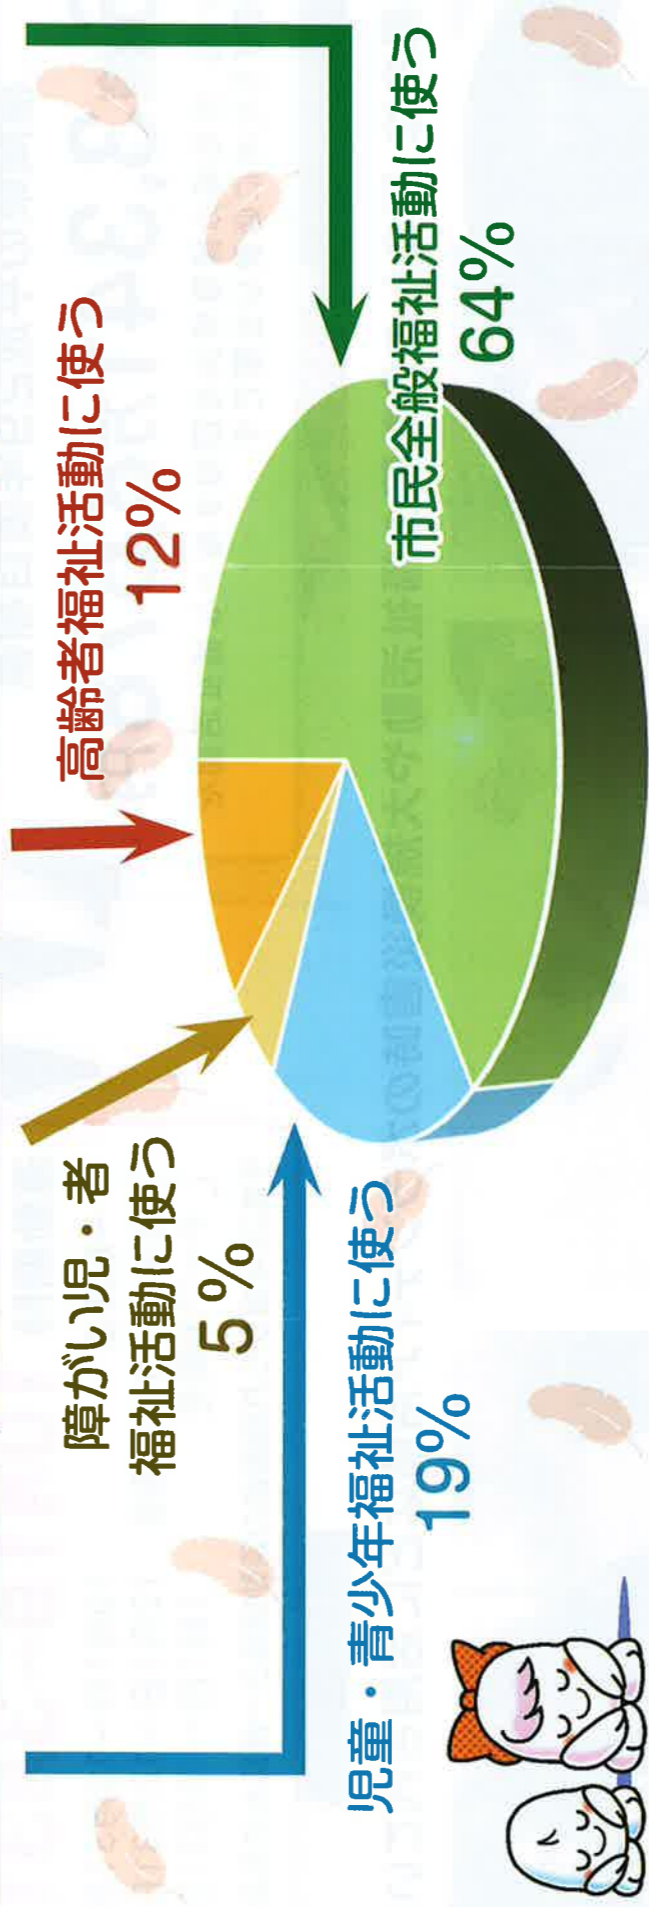 高齢者福祉活動に使う
12%
障がい児・者
福祉活動に使う
5%
児童・青少年福祉活動に使う
19%
市民全般福祉活動に使う
64%